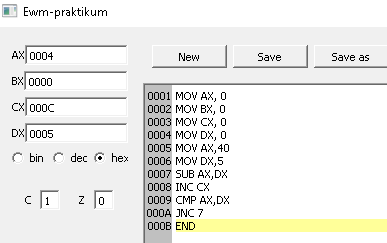 Ewm-praktikum
New Save Save as
AX 0004
BX 0000
CX 000C
DX 0005
bin dec hex
C 1 Z 0
0001 MOV AX, 0
0002 MOV BX, 0
0003 MOV CX, 0
0004 MOV DX, 0
0005 MOV AX,40
0006 MOV DX,5
0007 SUB AX,DX
0008 INC CX
0009 CMP AX,DX
000A JNC 7
000B END